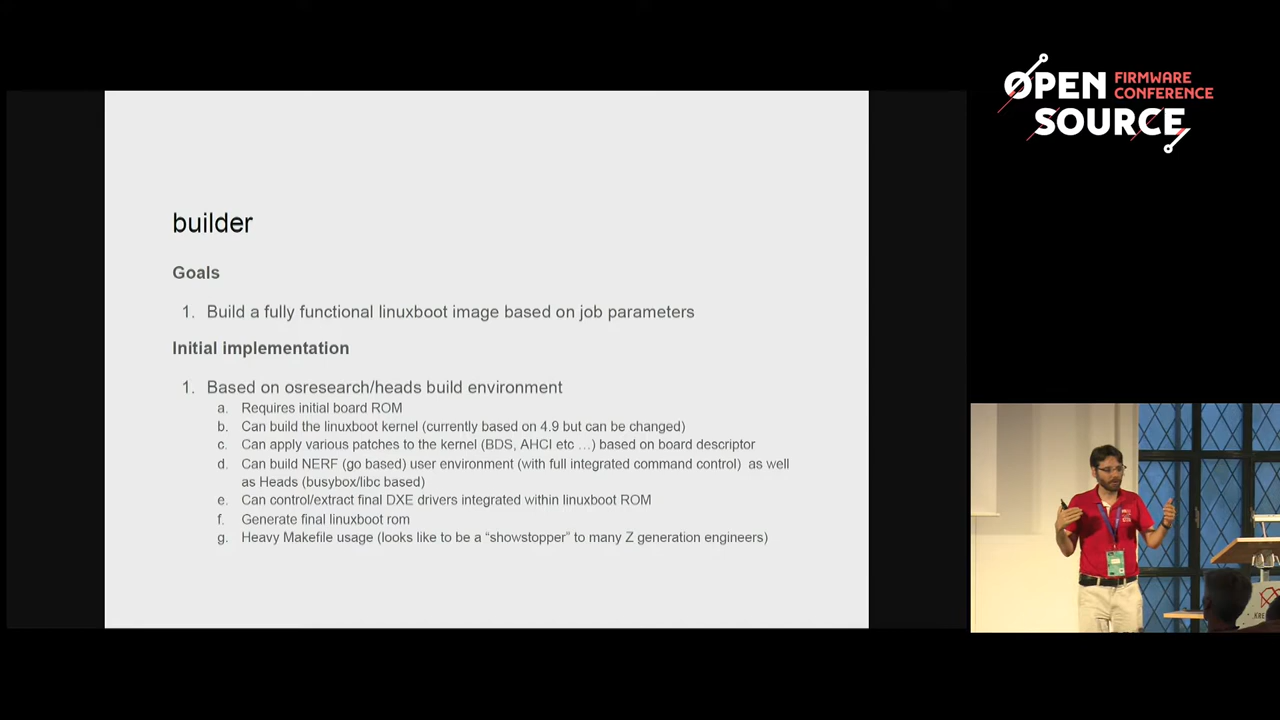 OPEN FIRMWARE
CONFERENCE
SOURCE
builder
Goals
1. Build a fully functional linuxboot image based on job parameters
Initial implementation
1. Based on osresearch/heads build environment
a. Requires initial board ROM
b. Can build the linuxboot kernel (currently based on 4.9 but can be changed)
c. Can apply various patches to the kernel (BDS, AHCI etc ...) based on board descriptor
d. Can build NERF (go based) user environment (with full integrated command control) as well
as Heads (busybox/libc based)
e. Can control/extract final DXE drivers integrated within linuxboot ROM
f. Generate final linuxboot rom
g. Heavy Makefile usage (looks like to be a “showstopper” to many Z generation engineers)